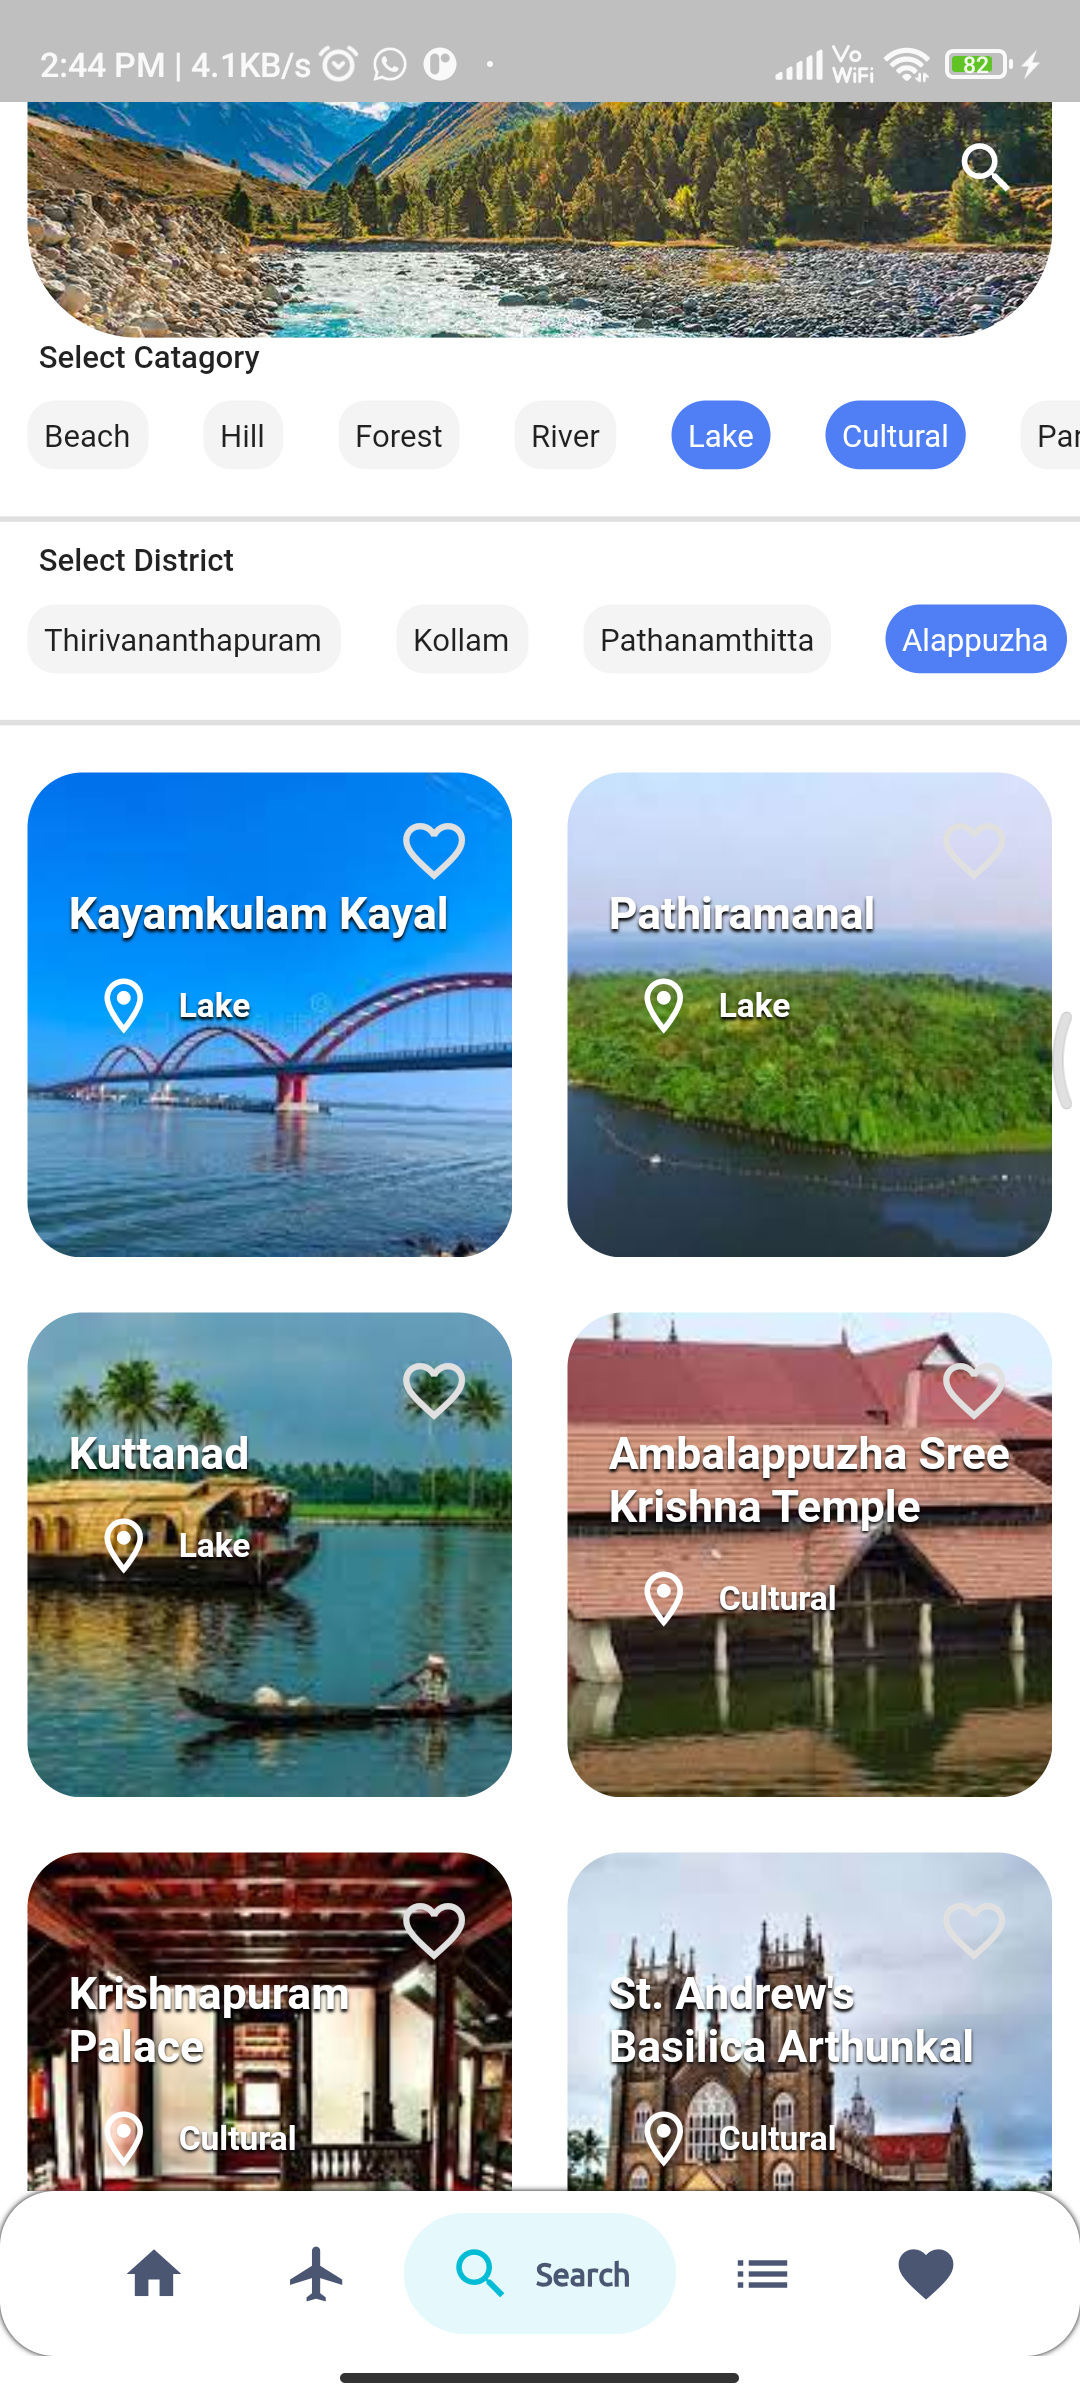 2:44 PM | 4.1KB/s
Vo
WiFi
82
Select Catagory
Beach
Hill
Forest
River
Lake
Cultural
Par
Select District
Thirivananthapuram
Kollam
Pathanamthitta
Alappuzha
Kayamkulam Kayal
Lake
Pathiramanal
Lake
Kuttanad
Lake
Ambalappuzha Sree
Krishna Temple
Cultural
Krishnapuram
Palace
Cultural
St. Andrew's
Basilica Arthunkal
Cultural
Search